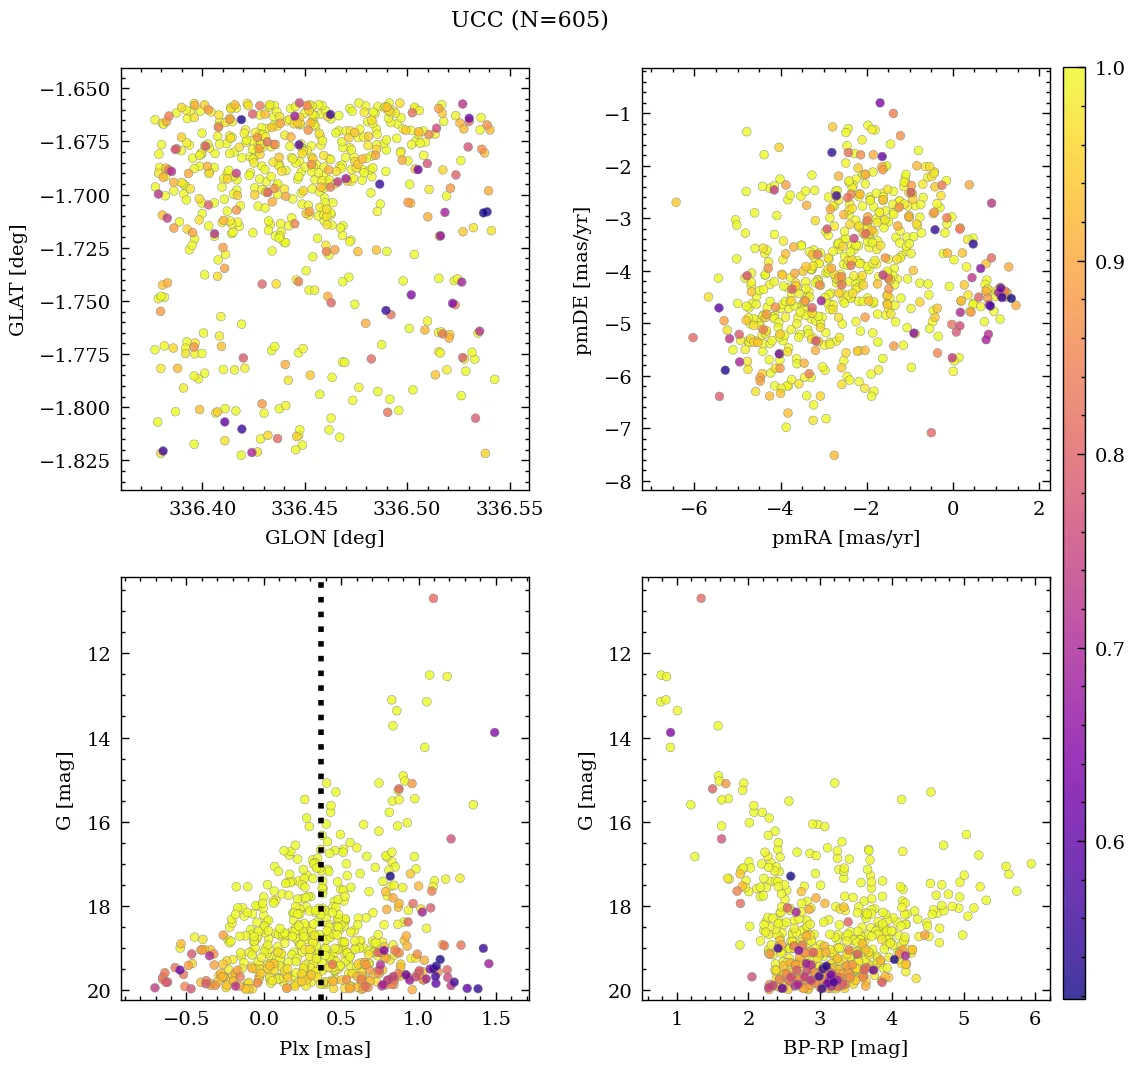 UCC (N=605)
−1.650
−1.675
−1.700
−1.725
−1.750
−1.775
−1.800
−1.825
GLAT [deg]
336.40 336.45 336.50 336.55
GLON [deg]
−1
−2
−3
−4
−5
−6
−7
−8
pmDE [mas/yr]
−6 −4 −2 0 2
pmRA [mas/yr]
12
14
16
18
20
G [mag]
−0.5 0.0 0.5 1.0 1.5
Plx [mas]
12
14
16
18
20
G [mag]
1 2 3 4 5 6
BP-RP [mag]
1.0
0.9
0.8
0.7
0.6